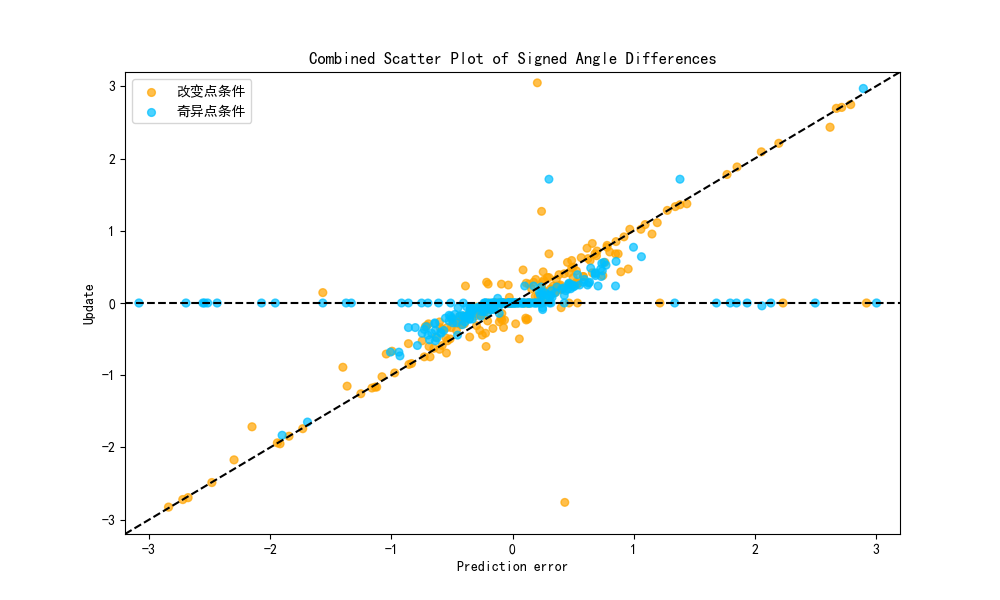 Combined Scatter Plot of Signed Angle Differences
改变点条件
奇异点条件
3
2
1
0
−1
−2
−3
Update
−3 −2 −1 0 1 2 3
Prediction error